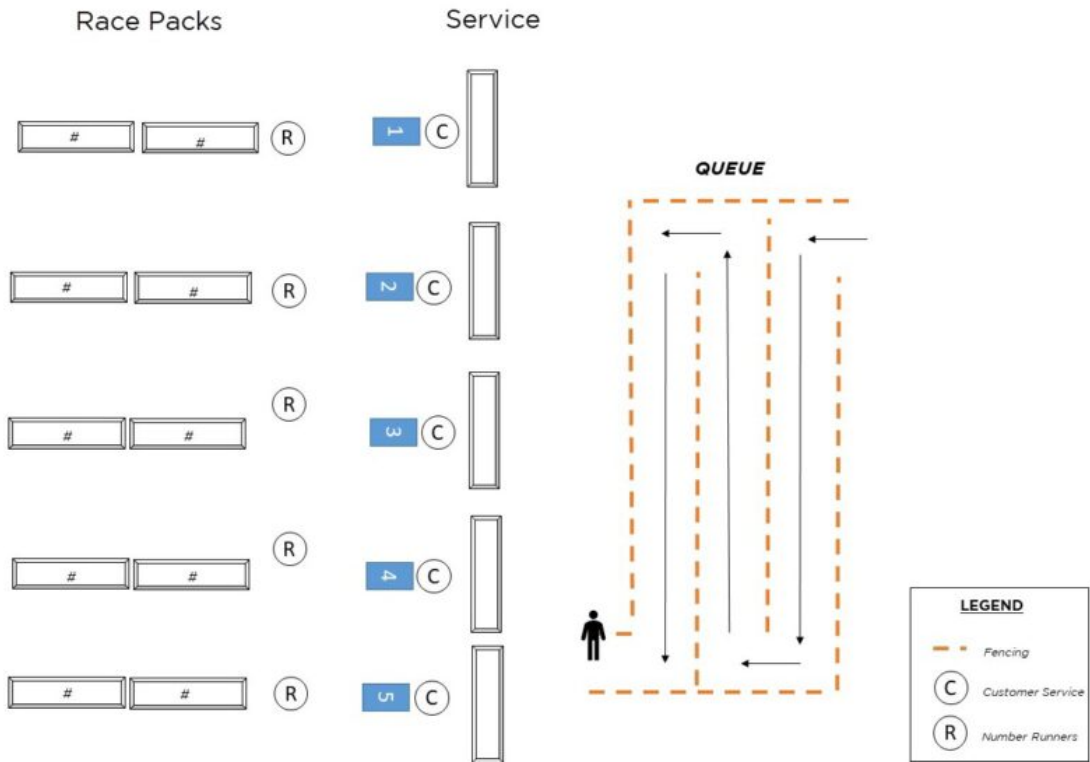 Race Packs
Service
# # R 1 C
QUEUE
# # R 2 C
R
# # 3 C
R
# # 4 C
# # R 5 C
LEGEND
Fencing
C Customer Service
R Number Runners